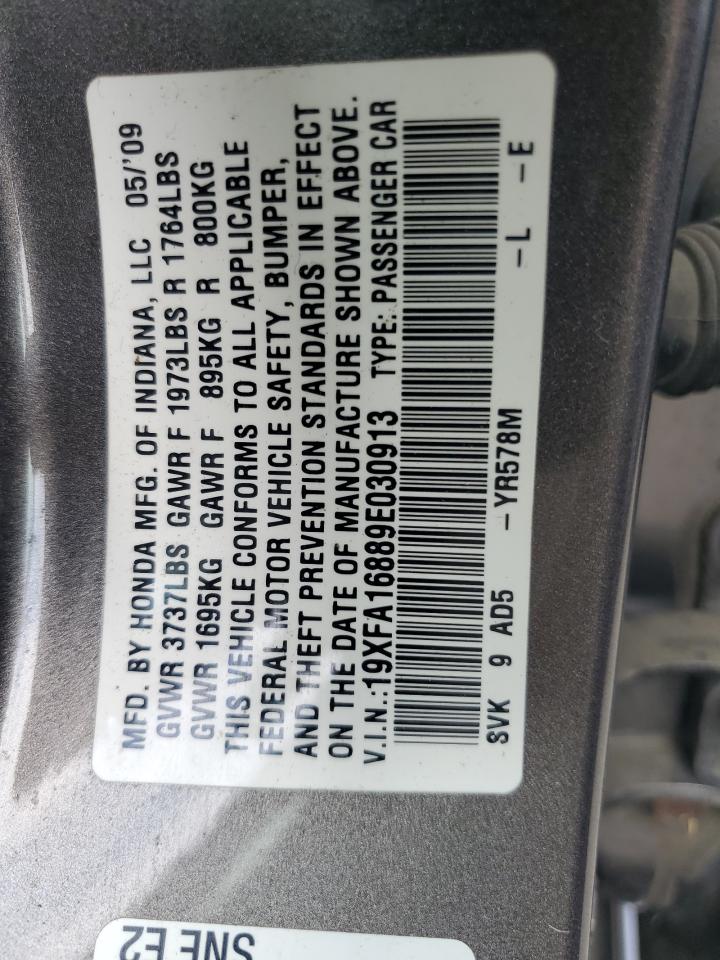 MFD. BY HONDA MFG. OF INDIANA, LLC 05/'09
GVWR 3737LBS GAWR F 1973LBS R 1764LBS
GVWR 1695KG GAWR F 895KG R 800KG
THIS VEHICLE CONFORMS TO ALL APPLICABLE
FEDERAL MOTOR VEHICLE SAFETY, BUMPER,
AND THEFT PREVENTION STANDARDS IN EFFECT
ON THE DATE OF MANUFACTURE SHOWN ABOVE.
V.I.N.:19XFA16889E030913 TYPE: PASSENGER CAR
SVK 9 AD5 -YR578M -L -E
SNE E2